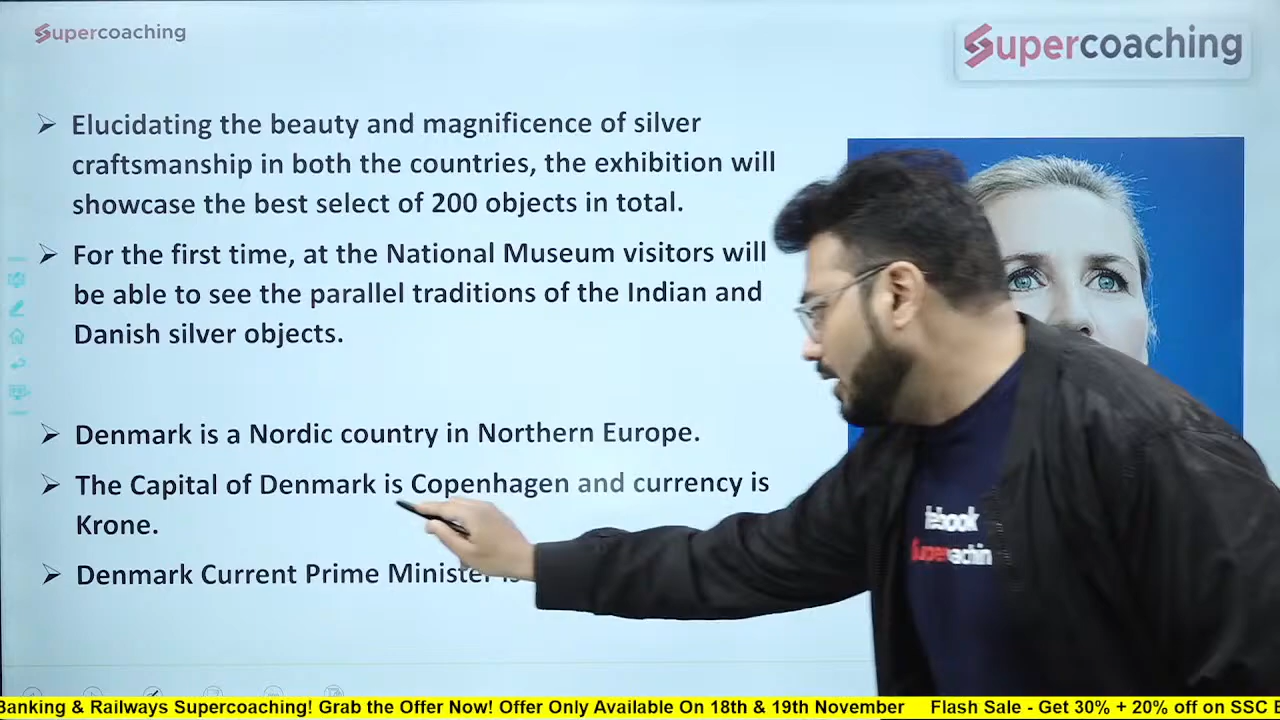 Supercoaching
Supercoaching
Elucidating the beauty and magnificence of silver
craftsmanship in both the countries, the exhibition will
showcase the best select of 200 objects in total.
For the first time, at the National Museum visitors will
be able to see the parallel traditions of the Indian and
Danish silver objects.
Denmark is a Nordic country in Northern Europe.
The Capital of Denmark is Copenhagen and currency is
Krone.
Denmark Current Prime Minister is
Banking & Railways Supercoaching! Grab the Offer Now! Offer Only Available On 18th & 19th November Flash Sale - Get 30% + 20% off on SSC